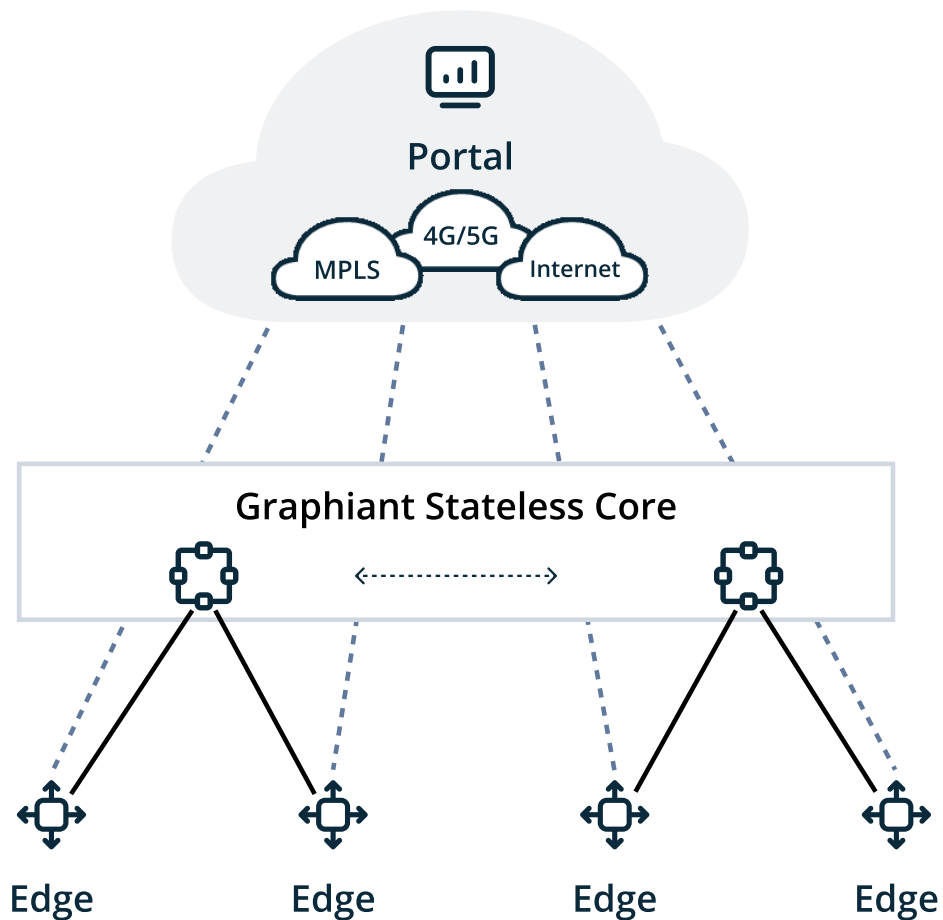 Portal
4G/5G
MPLS
Internet
Graphiant Stateless Core
Edge
Edge
Edge
Edge